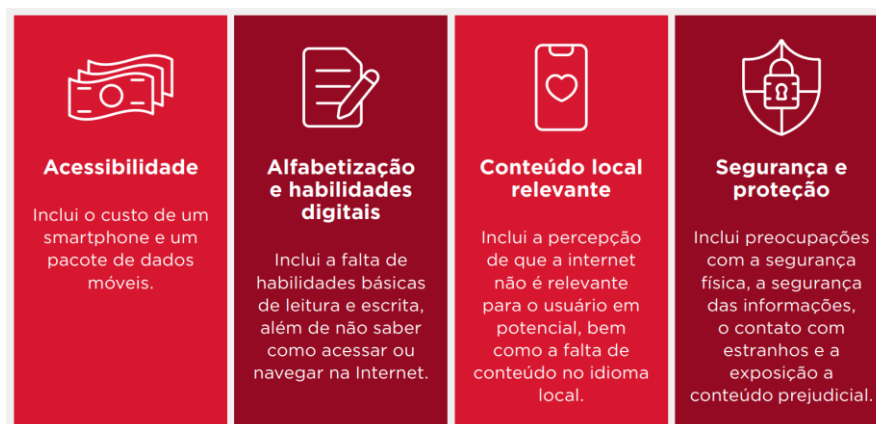 Acessibilidade
Inclui o custo de um
smartphone e um
pacote de dados
móveis.
Alfabetização
e habilidades
digitais
Inclui a falta de
habilidades básicas
de leitura e escrita,
além de não saber
como acessar ou
navegar na Internet.
Conteúdo local
relevante
Inclui a percepção
de que a internet
não é relevante
para o usuário em
potencial, bem
como a falta de
conteúdo no idioma
local.
Segurança e
proteção
Inclui preocupações
com a segurança
física, a segurança
das informações,
o contato com
estranhos e a
exposição a
conteúdo prejudicial.